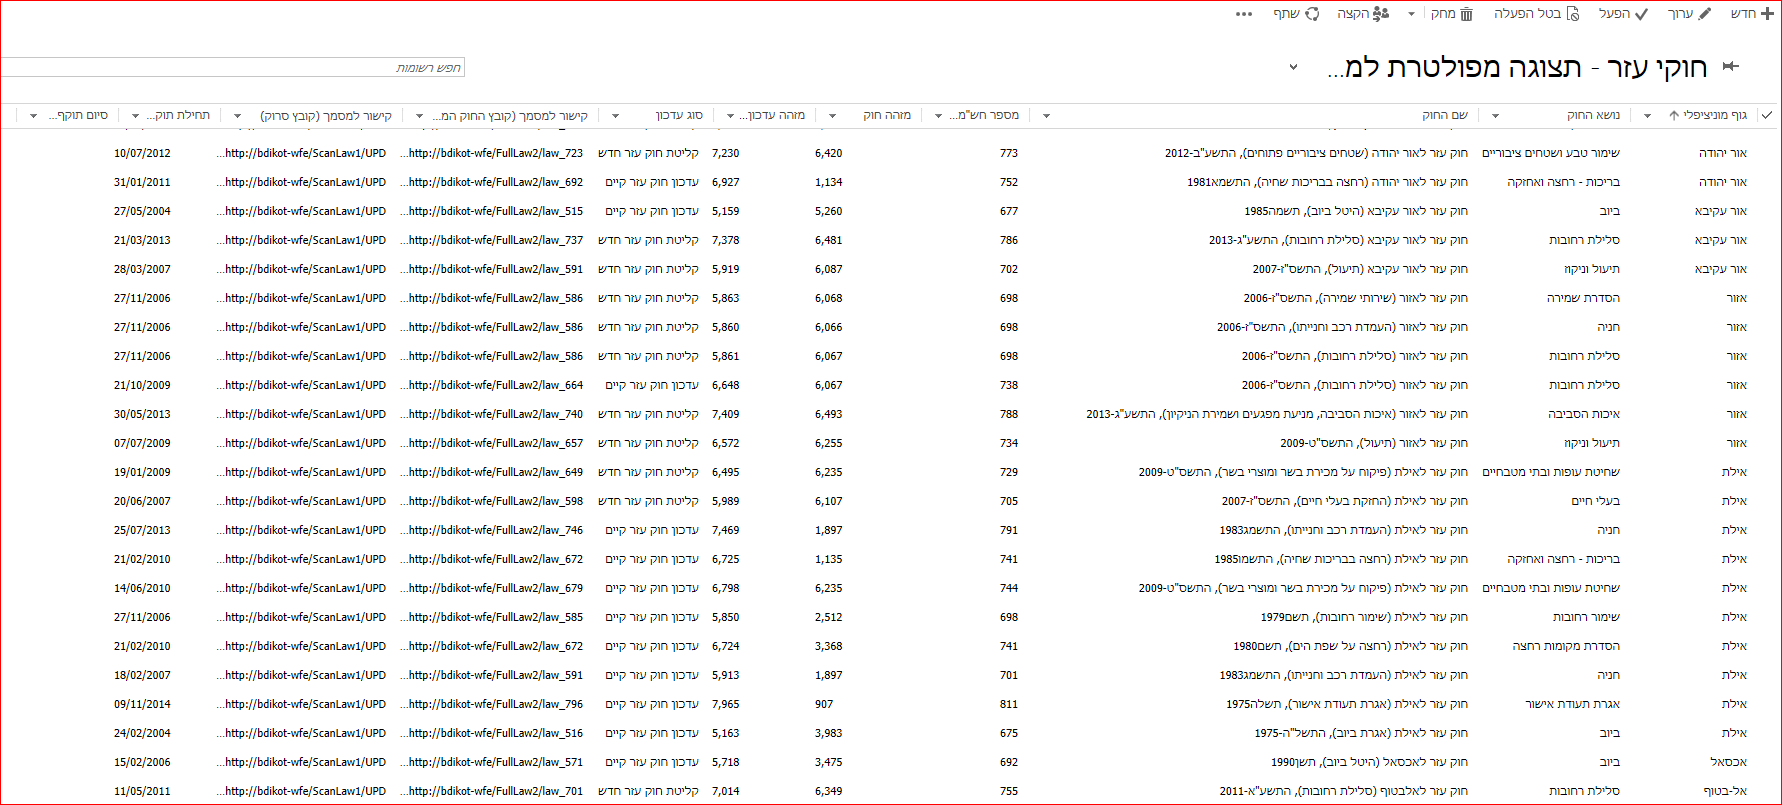 חדש ערוך הפעל בטל הפעלה מחק הקצה שתף •••
חוקי עזר - תצוגה מפולטרת למ...
חפש רשומות
גוף מוניציפלי נושא החוק שם החוק מספר חש"מ... מזהה חוק מזהה עדכון... סוג עדכון קישור למסמך (קובץ החוק המ... קישור למסמך (קובץ סרוק) תחילת תוק... סיום תוקף...
אור יהודה שימור טבע ושטחים ציבוריים חוק עזר לאור יהודה (שטחים ציבוריים פתוחים), התשע"ב-2012 773 6,420 7,230 קליטת חוק עזר חדש http://bdikot-wfe/FullLaw2/law_723... http://bdikot-wfe/ScanLaw1/UPD... 10/07/2012
אור יהודה בריכות - רחצה ואחזקה חוק עזר לאור יהודה (רחצה בבריכות שחיה), התשמא1981 752 1,134 6,927 עדכון חוק עזר קיים http://bdikot-wfe/FullLaw2/law_692... http://bdikot-wfe/ScanLaw1/UPD... 31/01/2011
אור עקיבא ביוב חוק עזר לאור עקיבא (היטל ביוב), תשמה1985 677 5,260 5,159 עדכון חוק עזר קיים http://bdikot-wfe/FullLaw2/law_515... http://bdikot-wfe/ScanLaw1/UPD... 27/05/2004
אור עקיבא סלילת רחובות חוק עזר לאור עקיבא (סלילת רחובות), התשע"ג-2013 786 6,481 7,378 קליטת חוק עזר חדש http://bdikot-wfe/FullLaw2/law_737... http://bdikot-wfe/ScanLaw1/UPD... 21/03/2013
אור עקיבא תיעול וניקוז חוק עזר לאור עקיבא (תיעול), התשס"ז-2007 702 6,087 5,919 קליטת חוק עזר חדש http://bdikot-wfe/FullLaw2/law_591... http://bdikot-wfe/ScanLaw1/UPD... 28/03/2007
אזור הסדרת שמירה חוק עזר לאזור (שירותי שמירה), התשס"ז-2006 698 6,068 5,863 קליטת חוק עזר חדש http://bdikot-wfe/FullLaw2/law_586... http://bdikot-wfe/ScanLaw1/UPD... 27/11/2006
אזור חניה חוק עזר לאזור (העמדת רכב וחנייתו), התשס"ז-2006 698 6,066 5,860 קליטת חוק עזר חדש http://bdikot-wfe/FullLaw2/law_586... http://bdikot-wfe/ScanLaw1/UPD... 27/11/2006
אזור סלילת רחובות חוק עזר לאזור (סלילת רחובות), התשס"ז-2006 698 6,067 5,861 קליטת חוק עזר חדש http://bdikot-wfe/FullLaw2/law_586... http://bdikot-wfe/ScanLaw1/UPD... 27/11/2006
אזור סלילת רחובות חוק עזר לאזור (סלילת רחובות), התשס"ז-2006 738 6,067 6,648 עדכון חוק עזר קיים http://bdikot-wfe/FullLaw2/law_664... http://bdikot-wfe/ScanLaw1/UPD... 21/10/2009
אזור איכות הסביבה חוק עזר לאזור (איכות הסביבה, מניעת מפגעים ושמירת הניקיון), התשע"ג-2013 788 6,493 7,409 קליטת חוק עזר חדש http://bdikot-wfe/FullLaw2/law_740... http://bdikot-wfe/ScanLaw1/UPD... 30/05/2013
אזור תיעול וניקוז חוק עזר לאזור (תיעול), התשס"ט-2009 734 6,255 6,572 קליטת חוק עזר חדש http://bdikot-wfe/FullLaw2/law_657... http://bdikot-wfe/ScanLaw1/UPD... 07/07/2009
אילת שחיטת עופות ובתי מטבחיים חוק עזר לאילת (פיקוח על מכירת בשר ומוצרי בשר), התשס"ט-2009 729 6,235 6,495 קליטת חוק עזר חדש http://bdikot-wfe/FullLaw2/law_649... http://bdikot-wfe/ScanLaw1/UPD... 19/01/2009
אילת בעלי חיים חוק עזר לאילת (החזקת בעלי חיים), התשס"ז-2007 705 6,107 5,989 קליטת חוק עזר חדש http://bdikot-wfe/FullLaw2/law_598... http://bdikot-wfe/ScanLaw1/UPD... 20/06/2007
אילת חניה חוק עזר לאילת (העמדת רכב וחנייתו), התשמג1983 791 1,897 7,469 עדכון חוק עזר קיים http://bdikot-wfe/FullLaw2/law_746... http://bdikot-wfe/ScanLaw1/UPD... 25/07/2013
אילת בריכות - רחצה ואחזקה חוק עזר לאילת (רחצה בבריכות שחיה), התשמו1985 741 1,135 6,725 עדכון חוק עזר קיים http://bdikot-wfe/FullLaw2/law_672... http://bdikot-wfe/ScanLaw1/UPD... 21/02/2010
אילת שחיטת עופות ובתי מטבחיים חוק עזר לאילת (פיקוח על מכירת בשר ומוצרי בשר), התשס"ט-2009 744 6,235 6,798 עדכון חוק עזר קיים http://bdikot-wfe/FullLaw2/law_679... http://bdikot-wfe/ScanLaw1/UPD... 14/06/2010
אילת שימור רחובות חוק עזר לאילת (שימור רחובות), תשם1979 698 2,512 5,850 עדכון חוק עזר קיים http://bdikot-wfe/FullLaw2/law_585... http://bdikot-wfe/ScanLaw1/UPD... 27/11/2006
אילת הסדרת מקומות רחצה חוק עזר לאילת (רחצה על שפת הים), תשם1980 741 3,368 6,724 עדכון חוק עזר קיים http://bdikot-wfe/FullLaw2/law_672... http://bdikot-wfe/ScanLaw1/UPD... 21/02/2010
אילת חניה חוק עזר לאילת (העמדת רכב וחנייתו), התשמג1983 701 1,897 5,913 עדכון חוק עזר קיים http://bdikot-wfe/FullLaw2/law_591... http://bdikot-wfe/ScanLaw1/UPD... 18/02/2007
אילת אגרת תעודת אישור חוק עזר לאילת (אגרת תעודת אישור), תשלה1975 811 907 7,965 עדכון חוק עזר קיים http://bdikot-wfe/FullLaw2/law_796... http://bdikot-wfe/ScanLaw1/UPD... 09/11/2014
אילת ביוב חוק עזר לאילת (אגרת ביוב), התשל"ה-1975 675 3,983 5,163 עדכון חוק עזר קיים http://bdikot-wfe/FullLaw2/law_516... http://bdikot-wfe/ScanLaw1/UPD... 24/02/2004
אכסאל ביוב חוק עזר לאכסאל (היטל ביוב), תשן1990 692 3,475 5,718 עדכון חוק עזר קיים http://bdikot-wfe/FullLaw2/law_571... http://bdikot-wfe/ScanLaw1/UPD... 15/02/2006
אל-בטוף סלילת רחובות חוק עזר לאלבטוף (סלילת רחובות), התשע"א-2011 755 6,349 7,014 קליטת חוק עזר חדש http://bdikot-wfe/FullLaw2/law_701... http://bdikot-wfe/ScanLaw1/UPD... 11/05/2011